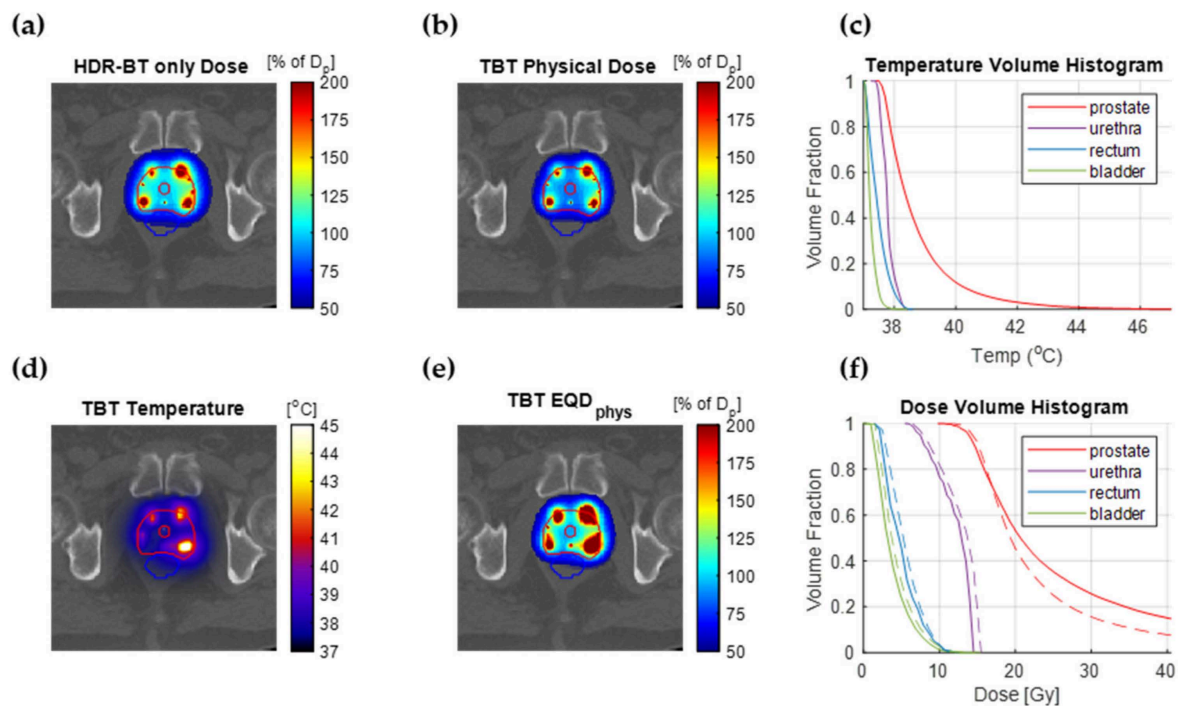 (a)
HDR-BT only Dose
[% of Dp]
200
175
150
125
100
75
50
(b)
TBT Physical Dose
[% of Dp]
200
175
150
125
100
75
50
(c)
Temperature Volume Histogram
Volume Fraction
1
0.8
0.6
0.4
0.2
0
38 40 42 44 46
Temp (°C)
prostate
urethra
rectum
bladder
(d)
TBT Temperature
[°C]
45
44
43
42
41
40
39
38
37
(e)
TBT EQDphys
[% of Dp]
200
175
150
125
100
75
50
(f)
Dose Volume Histogram
Volume Fraction
1
0.8
0.6
0.4
0.2
0
0 10 20 30 40
Dose [Gy]
prostate
urethra
rectum
bladder